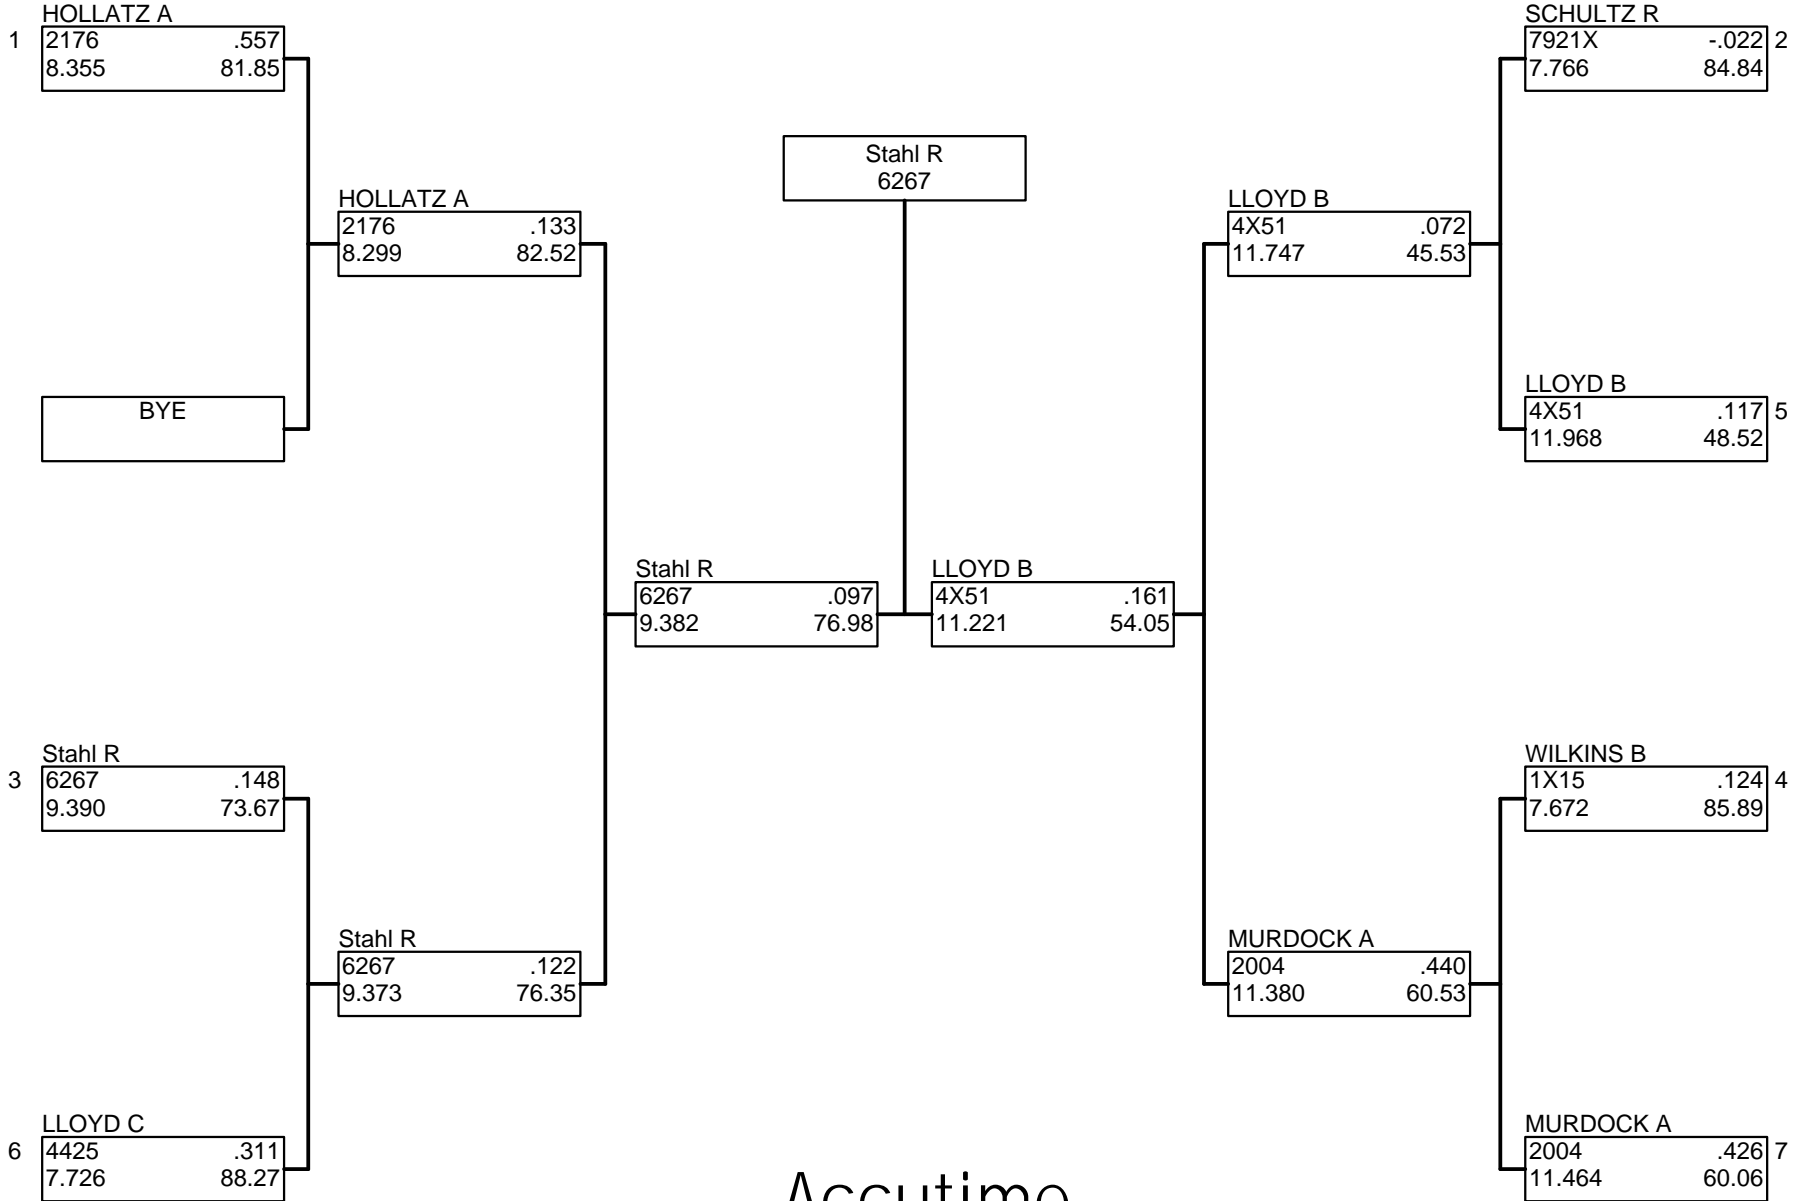 HOLLATZ A
1 2176 .557
8.355 81.85
BYE
Stahl R
3 6267 .148
9.390 73.67
LLOYD C
6 4425 .311
7.726 88.27
HOLLATZ A
2176 .133
8.299 82.52
Stahl R
6267 .122
9.373 76.35
Stahl R
6267 .097
9.382 76.98
Stahl R
6267
LLOYD B
4X51 .161
11.221 54.05
LLOYD B
4X51 .072
11.747 45.53
MURDOCK A
2004 .440
11.380 60.53
SCHULTZ R
7921X -.022 2
7.766 84.84
LLOYD B
4X51 .117 5
11.968 48.52
WILKINS B
1X15 .124 4
7.672 85.89
MURDOCK A
2004 .426 7
11.464 60.06
Accutime